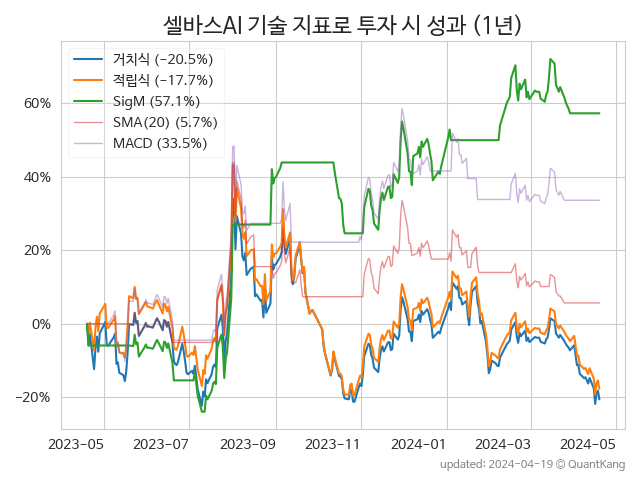 셀바스AI 기술 지표로 투자 시 성과 (1년)
거치식 (−20.5%)
적립식 (−17.7%)
SigM (57.1%)
SMA(20) (5.7%)
MACD (33.5%)
60%
40%
20%
0%
−20%
2023-05 2023-07 2023-09 2023-11 2024-01 2024-03 2024-05
updated: 2024-04-19 © QuantKang